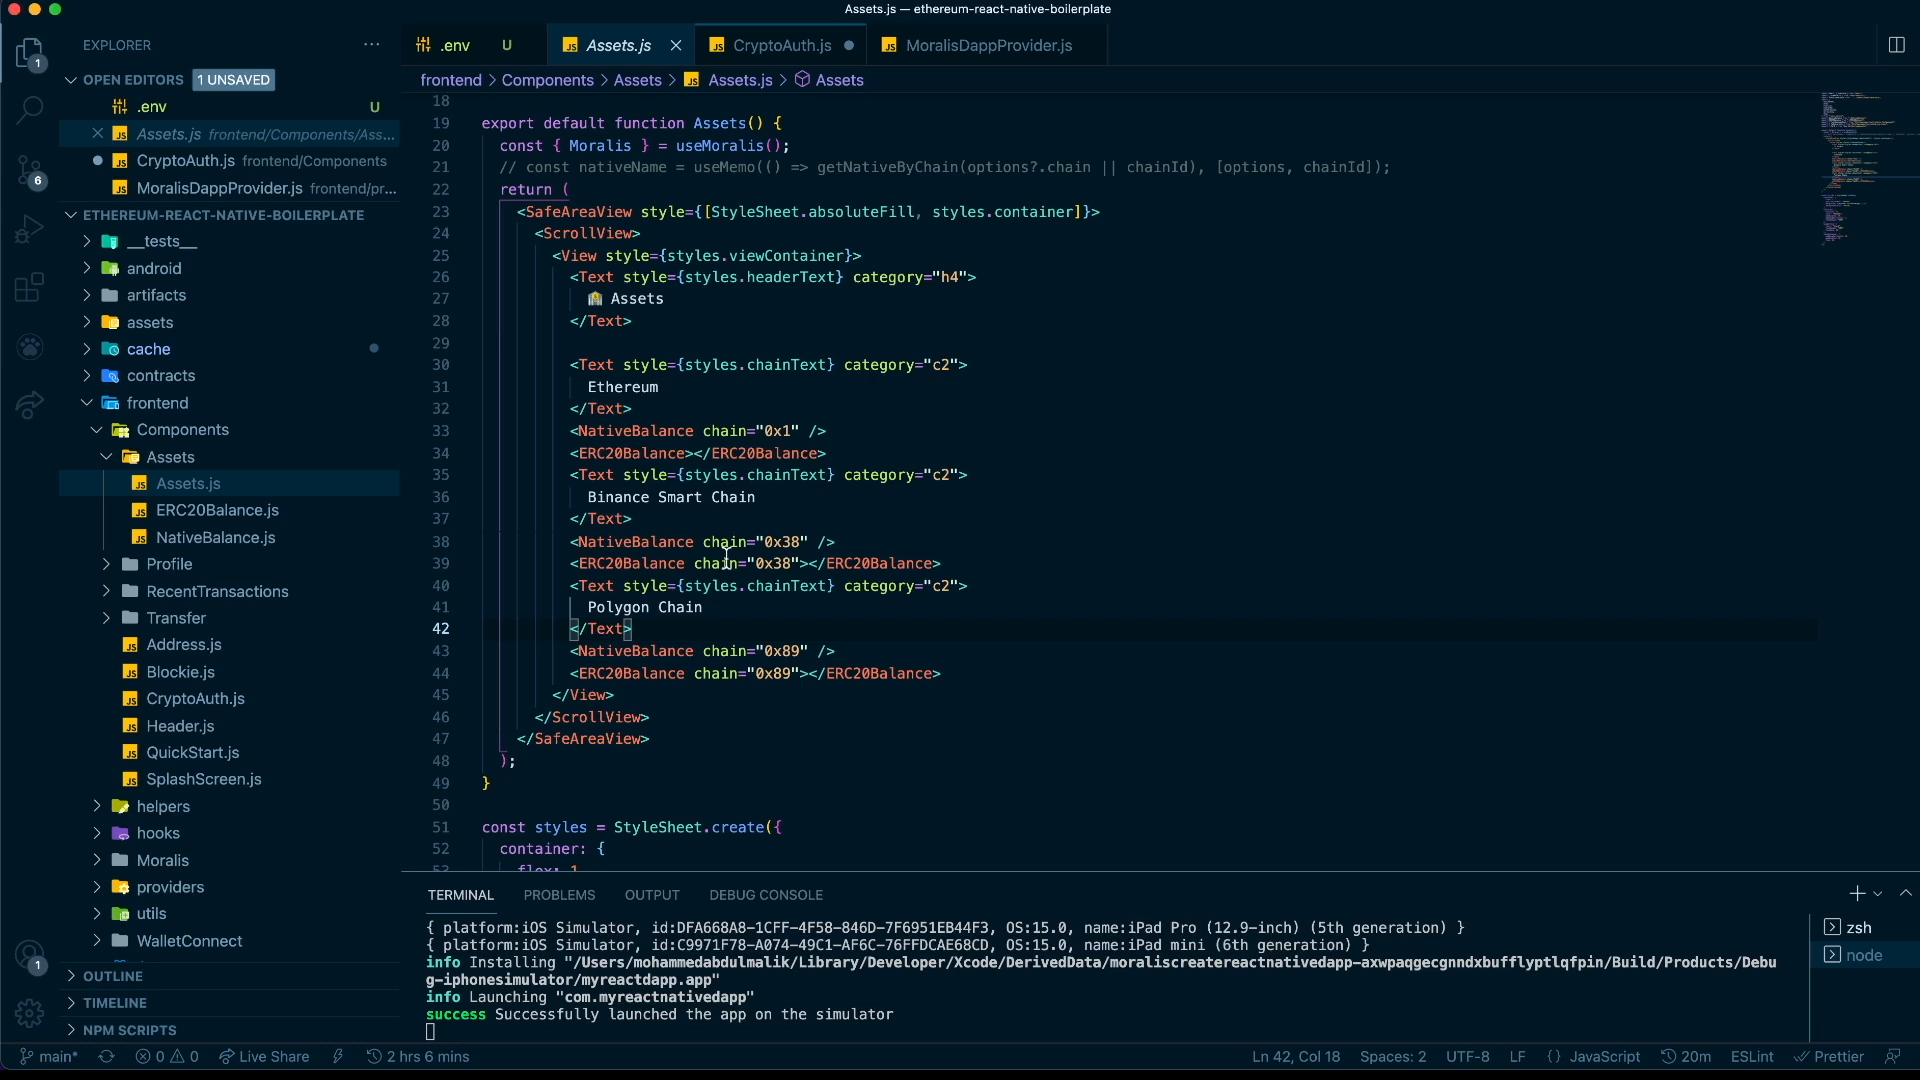 Assets.js — ethereum-react-native-boilerplate
EXPLORER
OPEN EDITORS 1 UNSAVED
.env U
Assets.js frontend/Components/Ass...
CryptoAuth.js frontend/Components
MoralisDappProvider.js frontend/pr...
ETHEREUM-REACT-NATIVE-BOILERPLATE
__tests__
android
artifacts
assets
cache
contracts
frontend
Components
Assets
Assets.js
ERC20Balance.js
NativeBalance.js
Profile
RecentTransactions
Transfer
Address.js
Blockie.js
CryptoAuth.js
Header.js
QuickStart.js
SplashScreen.js
helpers
hooks
Moralis
providers
utils
WalletConnect
OUTLINE
TIMELINE
NPM SCRIPTS
1
6
1
.env U Assets.js CryptoAuth.js MoralisDappProvider.js
frontend > Components > Assets > Assets.js > Assets
18
19 export default function Assets() {
20 const { Moralis } = useMoralis();
21 // const nativeName = useMemo(() => getNativeByChain(options?.chain || chainId), [options, chainId]);
22 return (
23 <SafeAreaView style={[StyleSheet.absoluteFill, styles.container]}>
24 <ScrollView>
25 <View style={styles.viewContainer}>
26 <Text style={styles.headerText} category="h4">
27 🏦 Assets
28 </Text>
29
30 <Text style={styles.chainText} category="c2">
31 Ethereum
32 </Text>
33 <NativeBalance chain="0x1" />
34 <ERC20Balance></ERC20Balance>
35 <Text style={styles.chainText} category="c2">
36 Binance Smart Chain
37 </Text>
38 <NativeBalance chain="0x38" />
39 <ERC20Balance chain="0x38"></ERC20Balance>
40 <Text style={styles.chainText} category="c2">
41 Polygon Chain
42 </Text>
43 <NativeBalance chain="0x89" />
44 <ERC20Balance chain="0x89"></ERC20Balance>
45 </View>
46 </ScrollView>
47 </SafeAreaView>
48 );
49 }
50
51 const styles = StyleSheet.create({
52 container: {
53 flex: 1
TERMINAL PROBLEMS OUTPUT DEBUG CONSOLE
{ platform:iOS Simulator, id:DFA668A8-1CFF-4F58-846D-7F6951EB44F3, OS:15.0, name:iPad Pro (12.9-inch) (5th generation) }
{ platform:iOS Simulator, id:C9971F78-A074-49C1-AF6C-76FFDCAE68CD, OS:15.0, name:iPad mini (6th generation) }
info Installing "/Users/mohammedabdulmalik/Library/Developer/Xcode/DerivedData/moraliscreatereactnativedapp-axwpaqgecgnndxbufflyptlqfpin/Build/Products/Debu
g-iphonesimulator/myreactdapp.app"
info Launching "com.myreactnativedapp"
success Successfully launched the app on the simulator
zsh
node
main* 0 0 Live Share 2 hrs 6 mins Ln 42, Col 18 Spaces: 2 UTF-8 LF {} JavaScript 20m ESLint Prettier